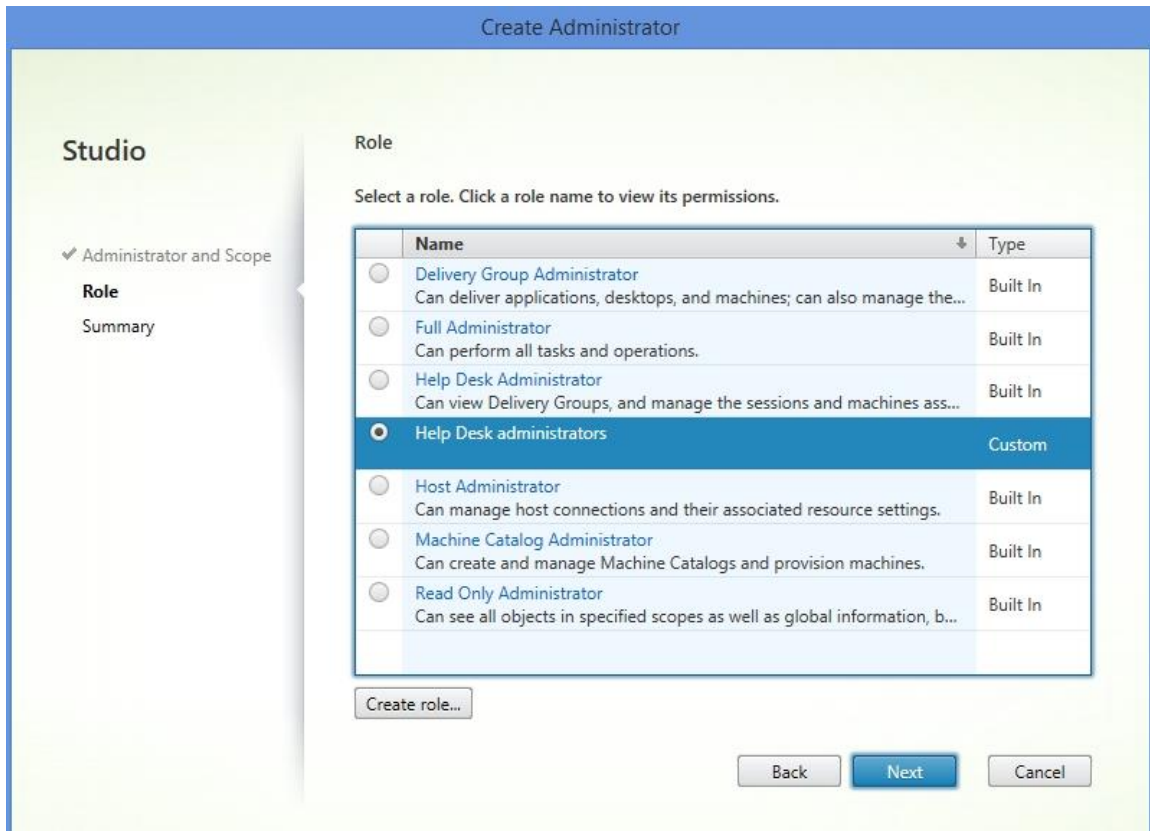 Create Administrator
Studio
Administrator and Scope
Role
Summary
Role
Select a role. Click a role name to view its permissions.
Name Type
Delivery Group Administrator
Can deliver applications, desktops, and machines; can also manage the...
Built In
Full Administrator
Can perform all tasks and operations.
Built In
Help Desk Administrator
Can view Delivery Groups, and manage the sessions and machines ass...
Built In
Help Desk administrators
Custom
Host Administrator
Can manage host connections and their associated resource settings.
Built In
Machine Catalog Administrator
Can create and manage Machine Catalogs and provision machines.
Built In
Read Only Administrator
Can see all objects in specified scopes as well as global information, b...
Built In
Create role...
Back Next Cancel